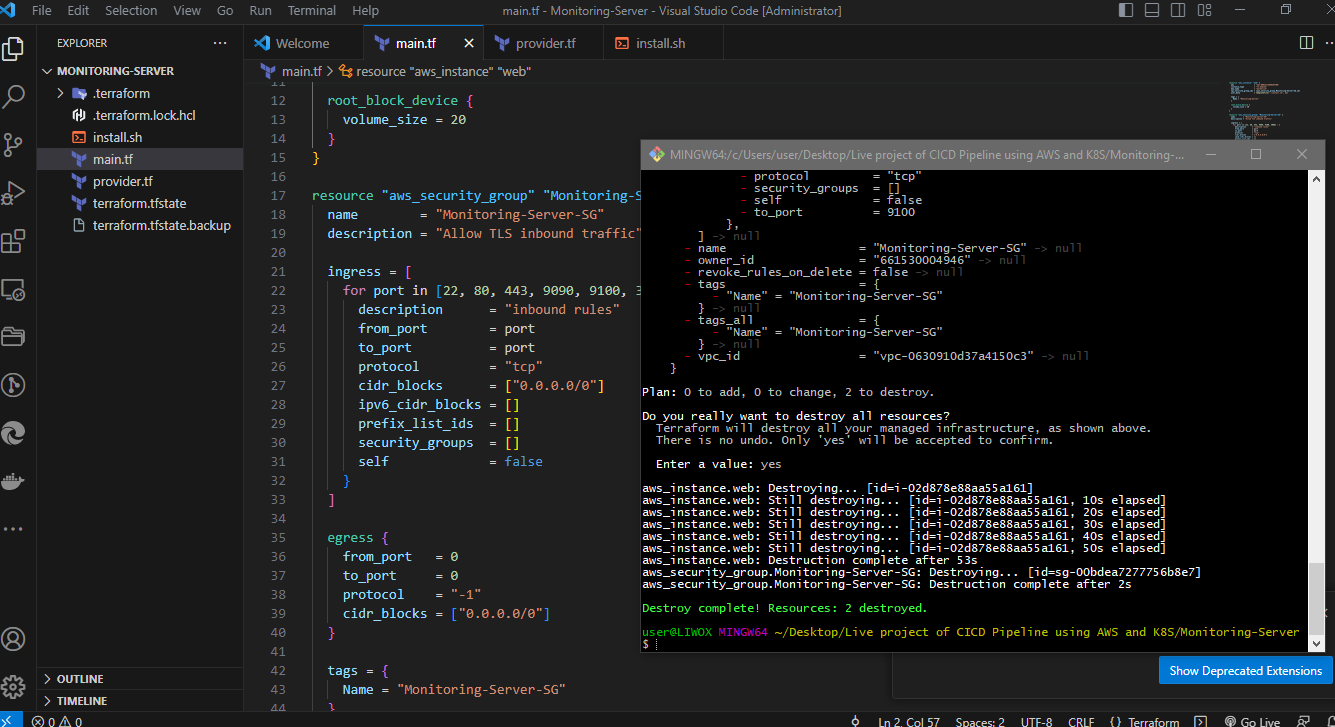 File Edit Selection View Go Run Terminal Help main.tf - Monitoring-Server - Visual Studio Code [Administrator]
EXPLORER
Welcome main.tf provider.tf install.sh
MONITORING-SERVER
.terraform
.terraform.lock.hcl
install.sh
main.tf
provider.tf
terraform.tfstate
terraform.tfstate.backup
OUTLINE
TIMELINE
main.tf > resource "aws_instance" "web"
11
12 root_block_device {
13 volume_size = 20
14 }
15 }
16
17 resource "aws_security_group" "Monitoring-S
18 name = "Monitoring-Server-SG"
19 description = "Allow TLS inbound traffic"
20
21 ingress = [
22 for port in [22, 80, 443, 9090, 9100, 3
23 description = "inbound rules"
24 from_port = port
25 to_port = port
26 protocol = "tcp"
27 cidr_blocks = ["0.0.0.0/0"]
28 ipv6_cidr_blocks = []
29 prefix_list_ids = []
30 security_groups = []
31 self = false
32 }
33 ]
34
35 egress {
36 from_port = 0
37 to_port = 0
38 protocol = "-1"
39 cidr_blocks = ["0.0.0.0/0"]
40 }
41
42 tags = {
43 Name = "Monitoring-Server-SG"
44 }
MINGW64:/c/Users/user/Desktop/Live project of CICD Pipeline using AWS and K8S/Monitoring-...
- protocol = "tcp"
- security_groups = []
- self = false
- to_port = 9100
},
] -> null
- name = "Monitoring-Server-SG" -> null
- owner_id = "661530004946" -> null
- revoke_rules_on_delete = false -> null
- tags = {
- "Name" = "Monitoring-Server-SG"
} -> null
- tags_all = {
- "Name" = "Monitoring-Server-SG"
} -> null
- vpc_id = "vpc-0630910d37a4150c3" -> null
}
Plan: 0 to add, 0 to change, 2 to destroy.
Do you really want to destroy all resources?
Terraform will destroy all your managed infrastructure, as shown above.
There is no undo. Only 'yes' will be accepted to confirm.
Enter a value: yes
aws_instance.web: Destroying... [id=i-02d878e88aa55a161]
aws_instance.web: Still destroying... [id=i-02d878e88aa55a161, 10s elapsed]
aws_instance.web: Still destroying... [id=i-02d878e88aa55a161, 20s elapsed]
aws_instance.web: Still destroying... [id=i-02d878e88aa55a161, 30s elapsed]
aws_instance.web: Still destroying... [id=i-02d878e88aa55a161, 40s elapsed]
aws_instance.web: Still destroying... [id=i-02d878e88aa55a161, 50s elapsed]
aws_instance.web: Destruction complete after 53s
aws_security_group.Monitoring-Server-SG: Destroying... [id=sg-00bdea7277756b8e7]
aws_security_group.Monitoring-Server-SG: Destruction complete after 2s
Destroy complete! Resources: 2 destroyed.
user@LIWOX MINGW64 ~/Desktop/Live project of CICD Pipeline using AWS and K8S/Monitoring-Server
$
Show Deprecated Extensions
0 0 Ln 2, Col 57 Spaces: 2 UTF-8 CRLF {} Terraform Go Live